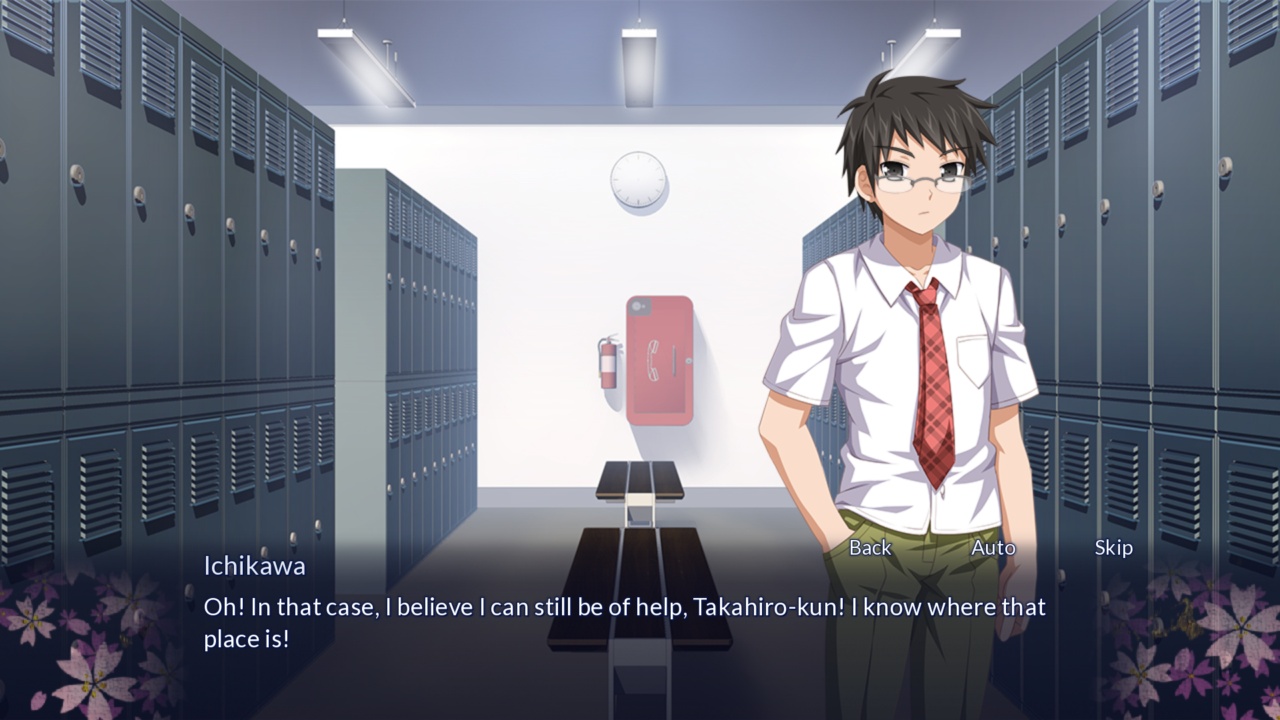 Back Auto Skip
Ichikawa
Oh! In that case, I believe I can still be of help, Takahiro-kun! I know where that
place is!